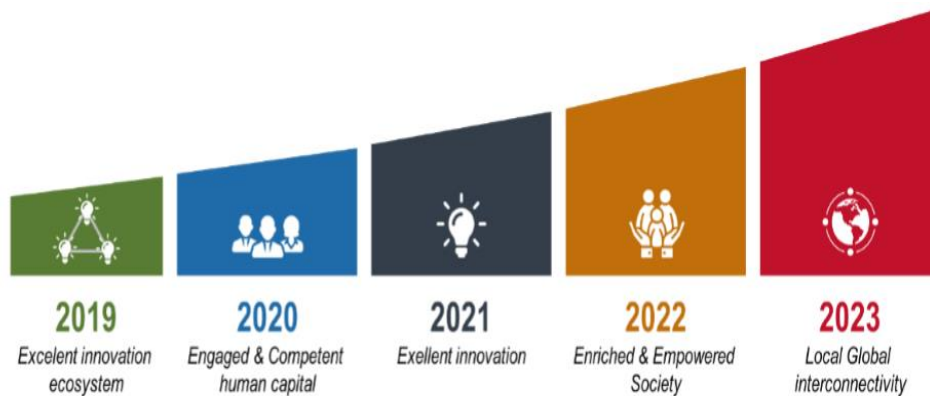 2019
Excelent innovation
ecosystem
2020
Engaged & Competent
human capital
2021
Exellent innovation
2022
Enriched & Empowered
Society
2023
Local Global
interconnectivity